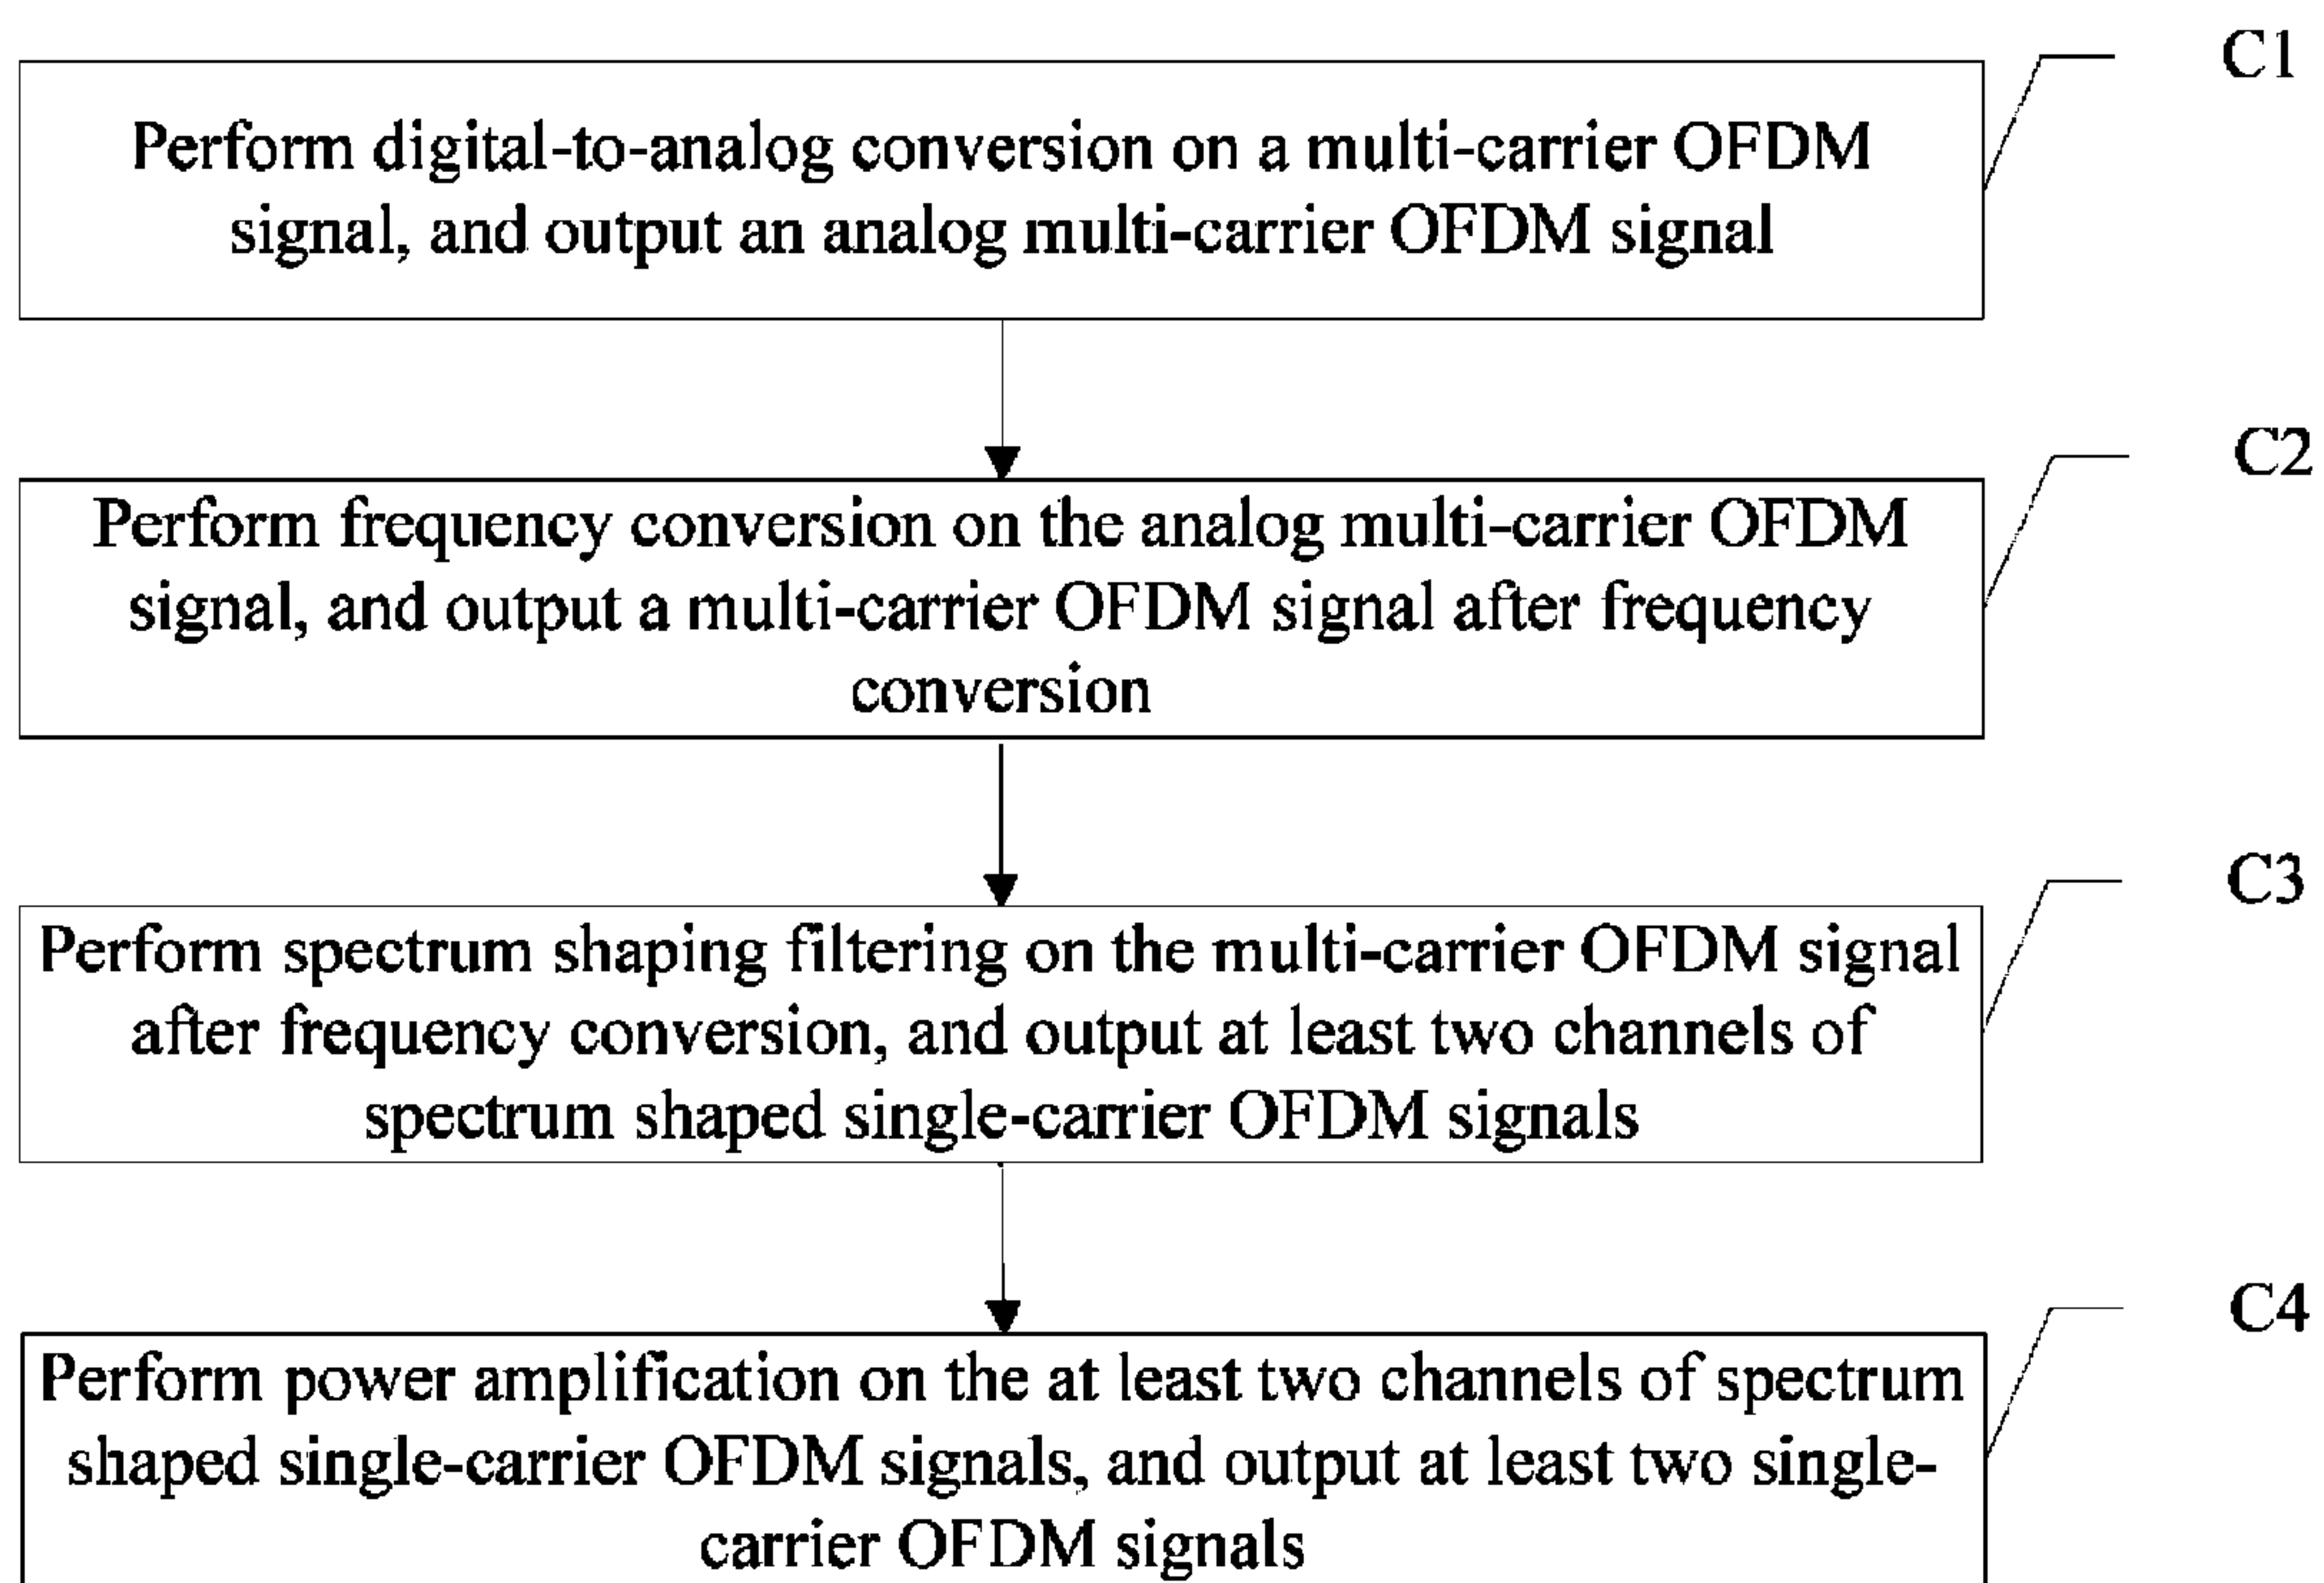 C1
Perform digital-to-analog conversion on a multi-carrier OFDM
signal, and output an analog multi-carrier OFDM signal
C2
Perform frequency conversion on the analog multi-carrier OFDM
signal, and output a multi-carrier OFDM signal after frequency
conversion
C3
Perform spectrum shaping filtering on the multi-carrier OFDM signal
after frequency conversion, and output at least two channels of
spectrum shaped single-carrier OFDM signals
C4
Perform power amplification on the at least two channels of spectrum
shaped single-carrier OFDM signals, and output at least two single-
carrier OFDM signals